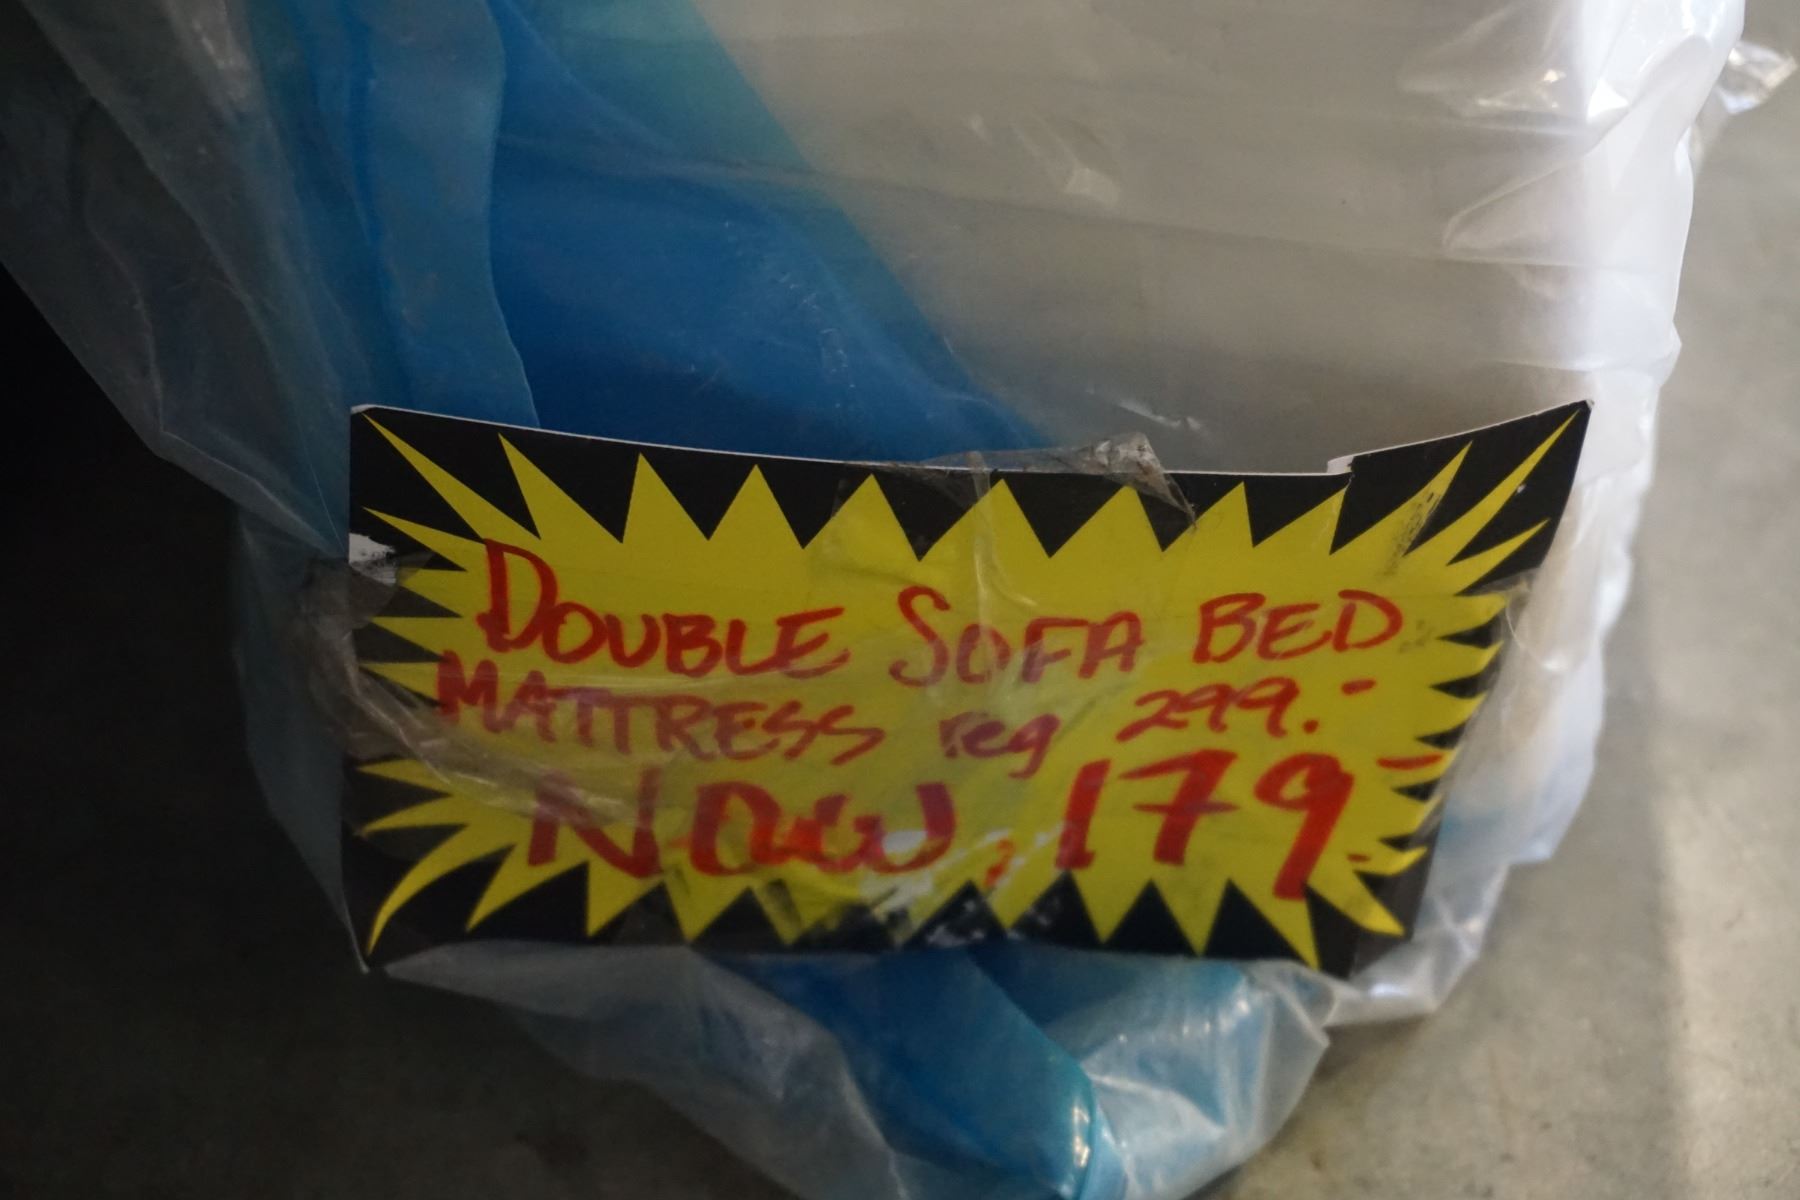 DOUBLE SOFA BED
MATTRESS reg 299.-
NOW, 179.-